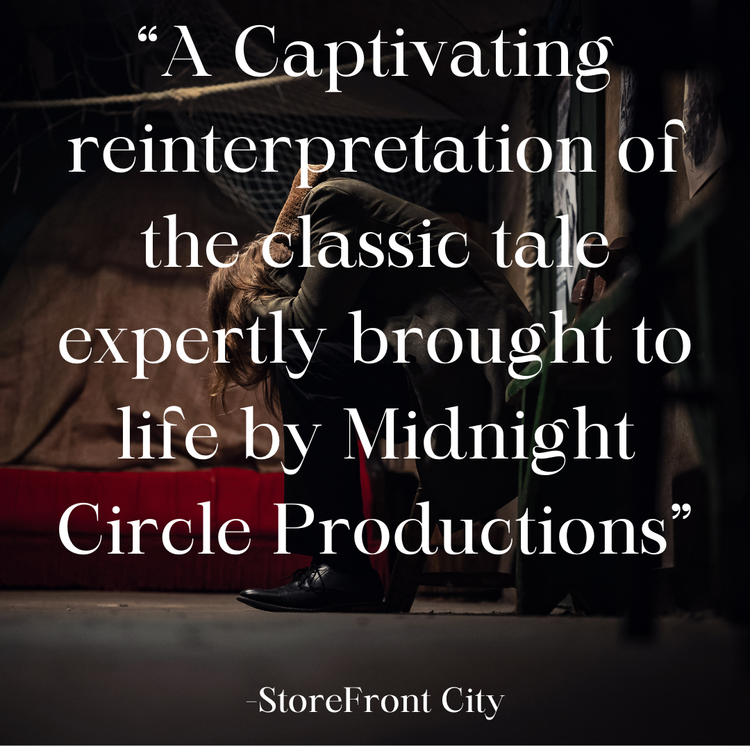 “A Captivating
reinterpretation of
the classic tale
expertly brought to
life by Midnight
Circle Productions”
-StoreFront City